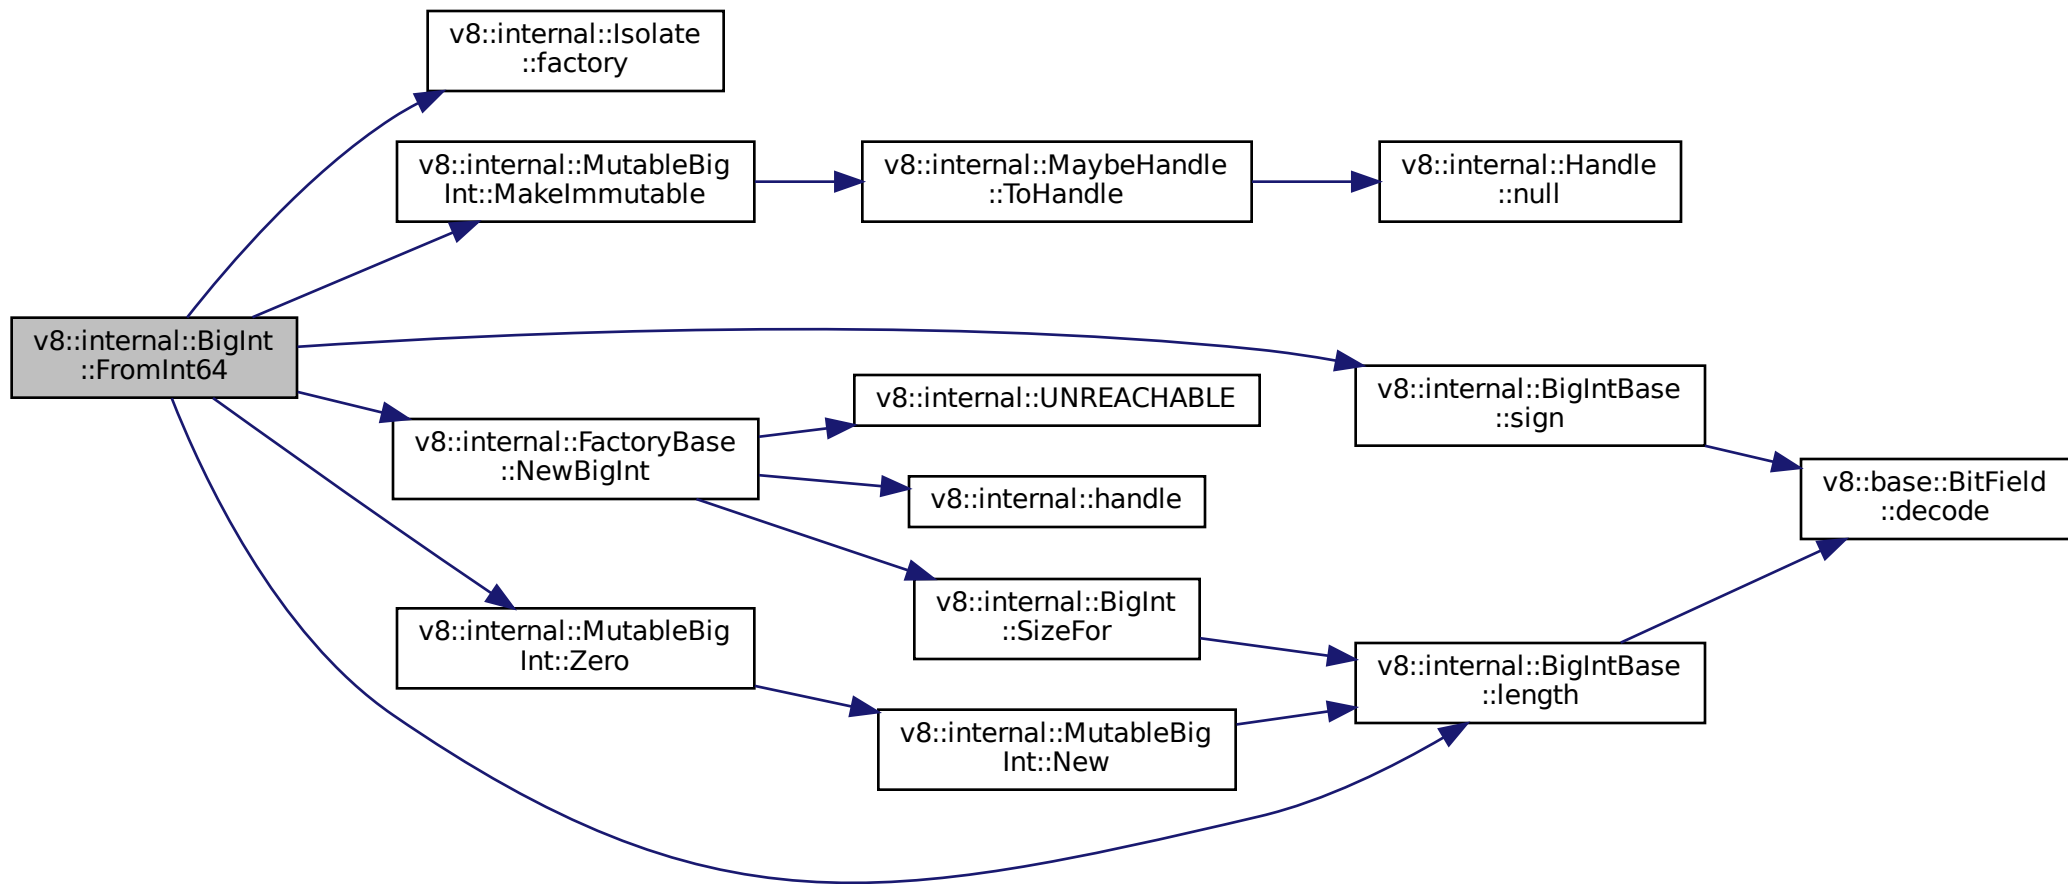 v8::internal::Isolate
::factory
v8::internal::MutableBig
Int::MakeImmutable
v8::internal::MaybeHandle
::ToHandle
v8::internal::Handle
::null
v8::internal::BigInt
::FromInt64
v8::internal::BigIntBase
::sign
v8::internal::UNREACHABLE
v8::internal::FactoryBase
::NewBigInt
v8::internal::handle
v8::base::BitField
::decode
v8::internal::BigInt
::SizeFor
v8::internal::MutableBig
Int::Zero
v8::internal::BigIntBase
::length
v8::internal::MutableBig
Int::New